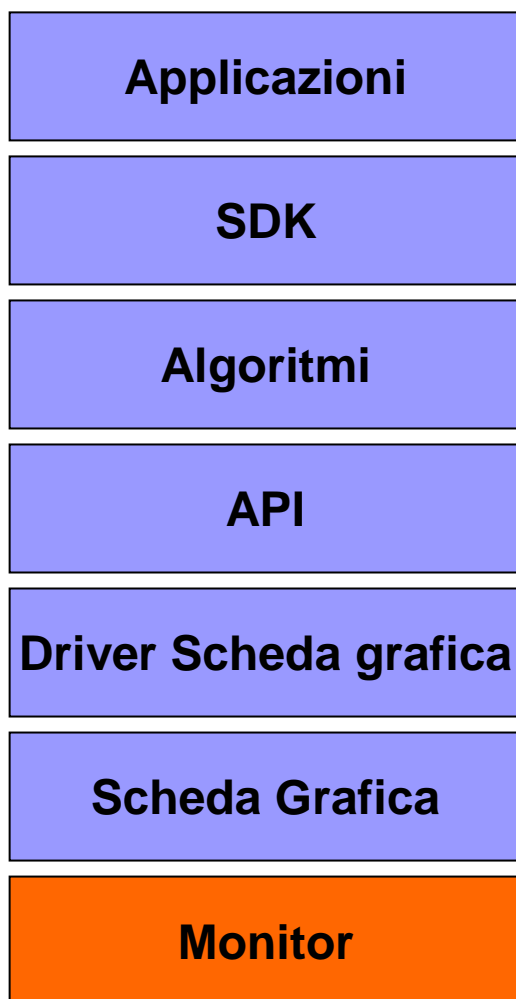 Applicazioni
SDK
Algoritmi
API
Driver Scheda grafica
Scheda Grafica
Monitor